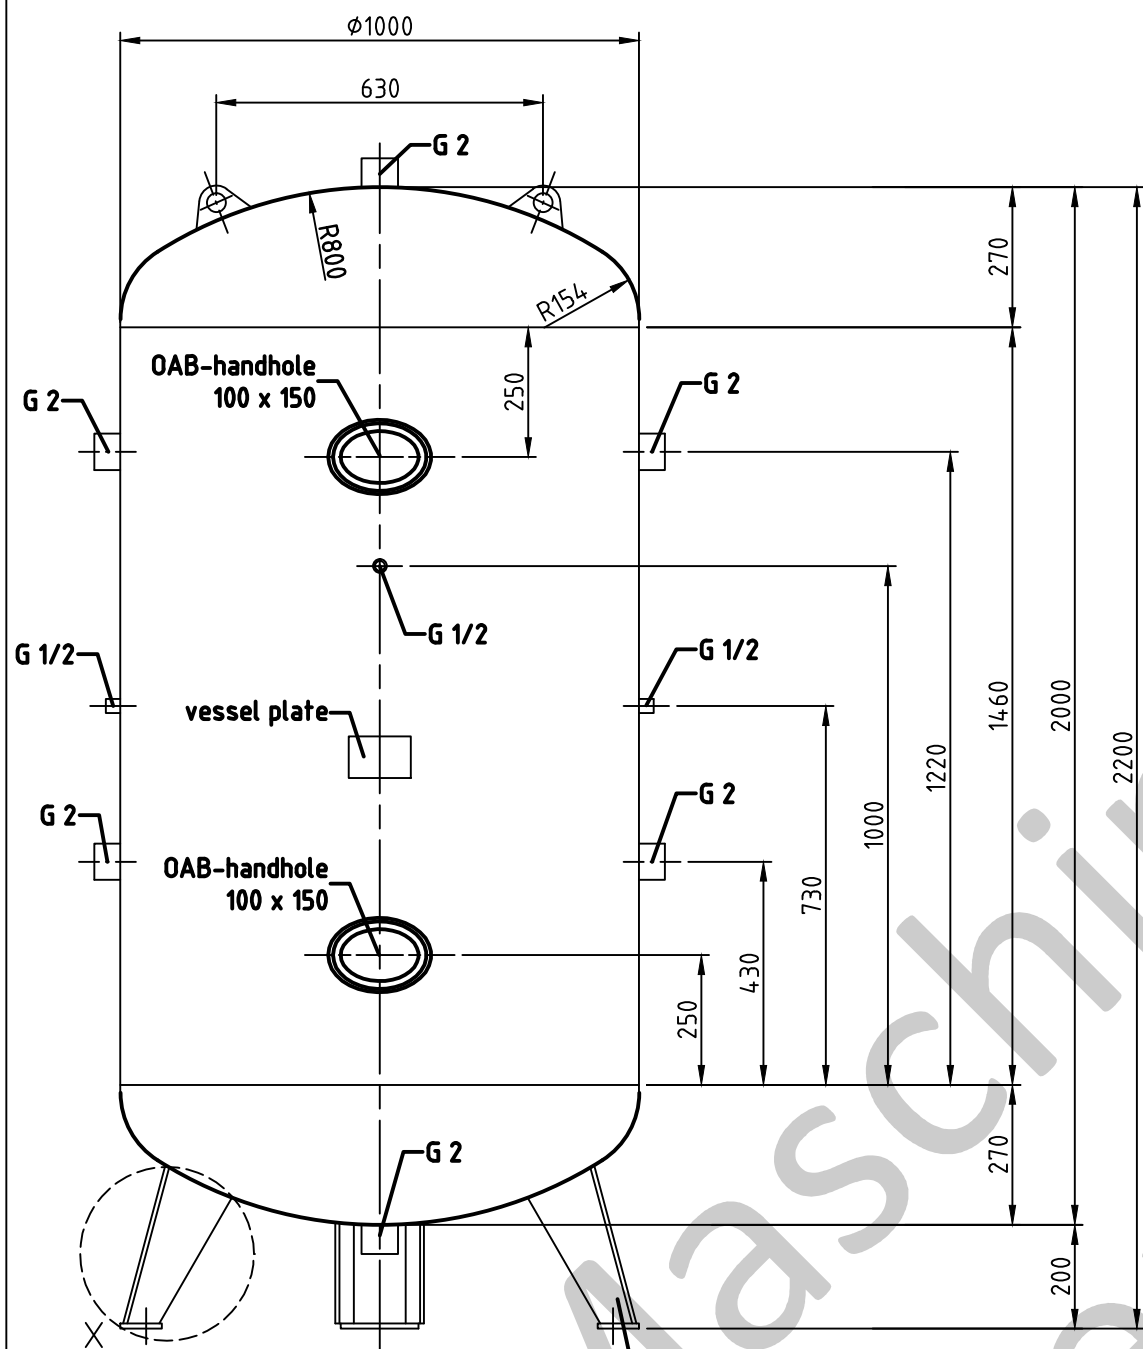 ⌀1000
630
G 2
R800
270
R154
OAB-handhole
100 x 150
250
G 2
G 2
G 1/2
G 1/2
G 1/2
vessel plate
1460
2000
2200
1220
1000
G 2
G 2
730
OAB-handhole
100 x 150
430
250
G 2
270
200
X
Maschin